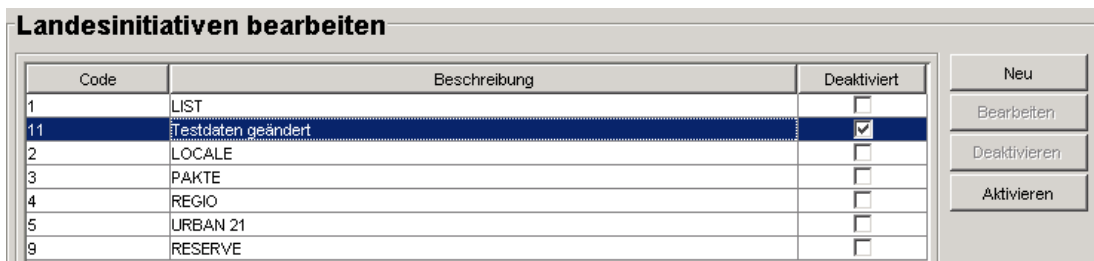 Landesinitiativen bearbeiten
Code Beschreibung Deaktiviert Neu
1 LIST
Bearbeiten
11 Testdaten geändert
2 LOCALE Deaktivieren
3 PAKTE
4 REGIO Aktivieren
5 URBAN 21
9 RESERVE